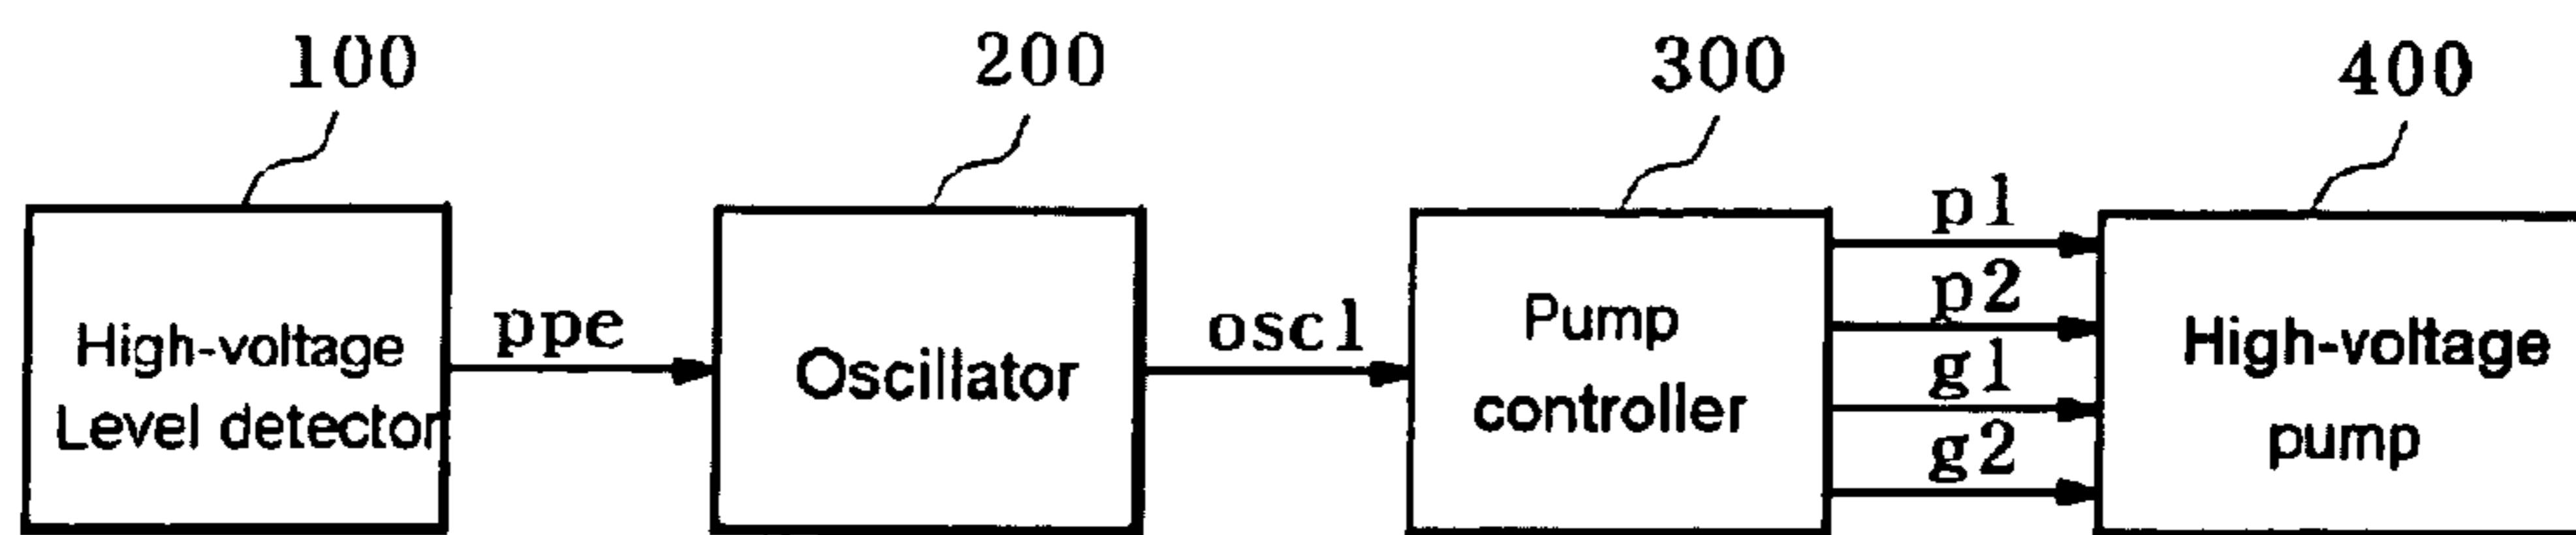 100
200
300
400
High-voltage
Level detector
ppe
Oscillator
osc1
Pump
controller
p1
p2
g1
g2
High-voltage
pump